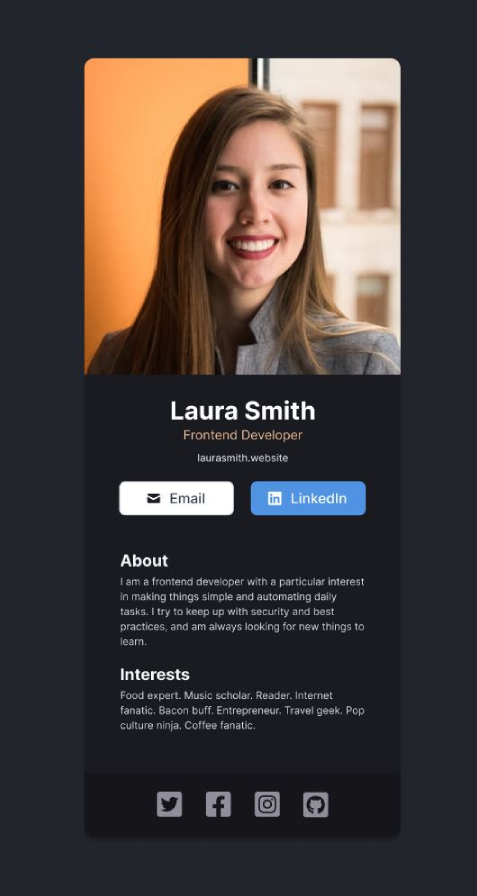 Laura Smith
Frontend Developer
laurasmith.website
Email
LinkedIn
About
I am a frontend developer with a particular interest
in making things simple and automating daily
tasks. I try to keep up with security and best
practices, and am always looking for new things to
learn.
Interests
Food expert. Music scholar. Reader. Internet
fanatic. Bacon buff. Entrepreneur. Travel geek. Pop
culture ninja. Coffee fanatic.